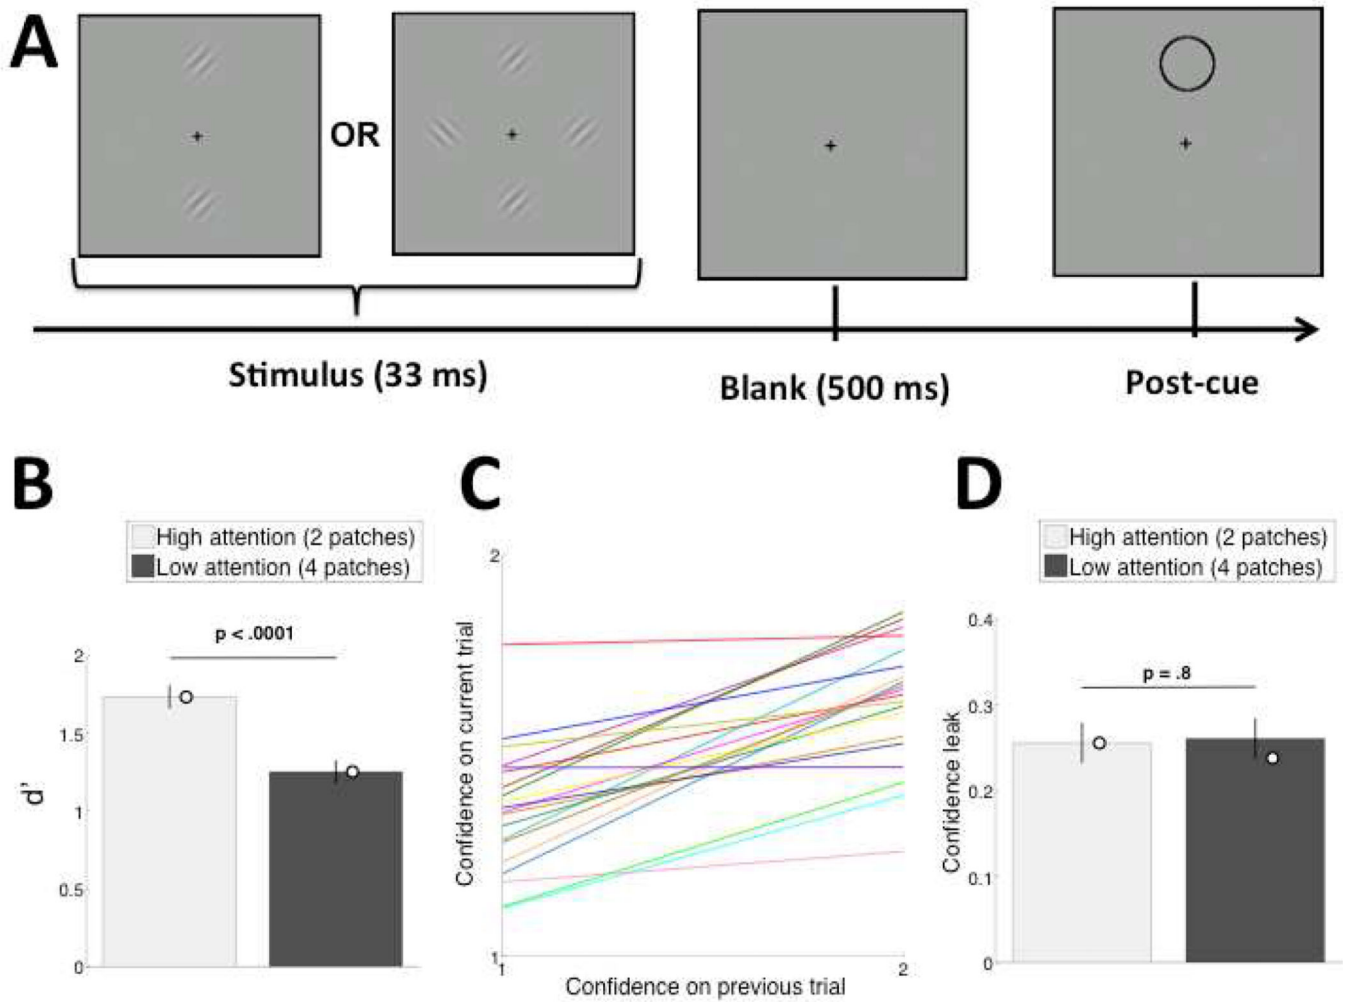 A
OR
Stimulus (33 ms)
Blank (500 ms)
Post-cue
B
High attention (2 patches)
Low attention (4 patches)
p < .0001
2
1.5
1
0.5
0
d'
C
2
1
1
2
Confidence on current trial
Confidence on previous trial
D
High attention (2 patches)
Low attention (4 patches)
p = .8
0.4
0.3
0.2
0.1
0
Confidence leak